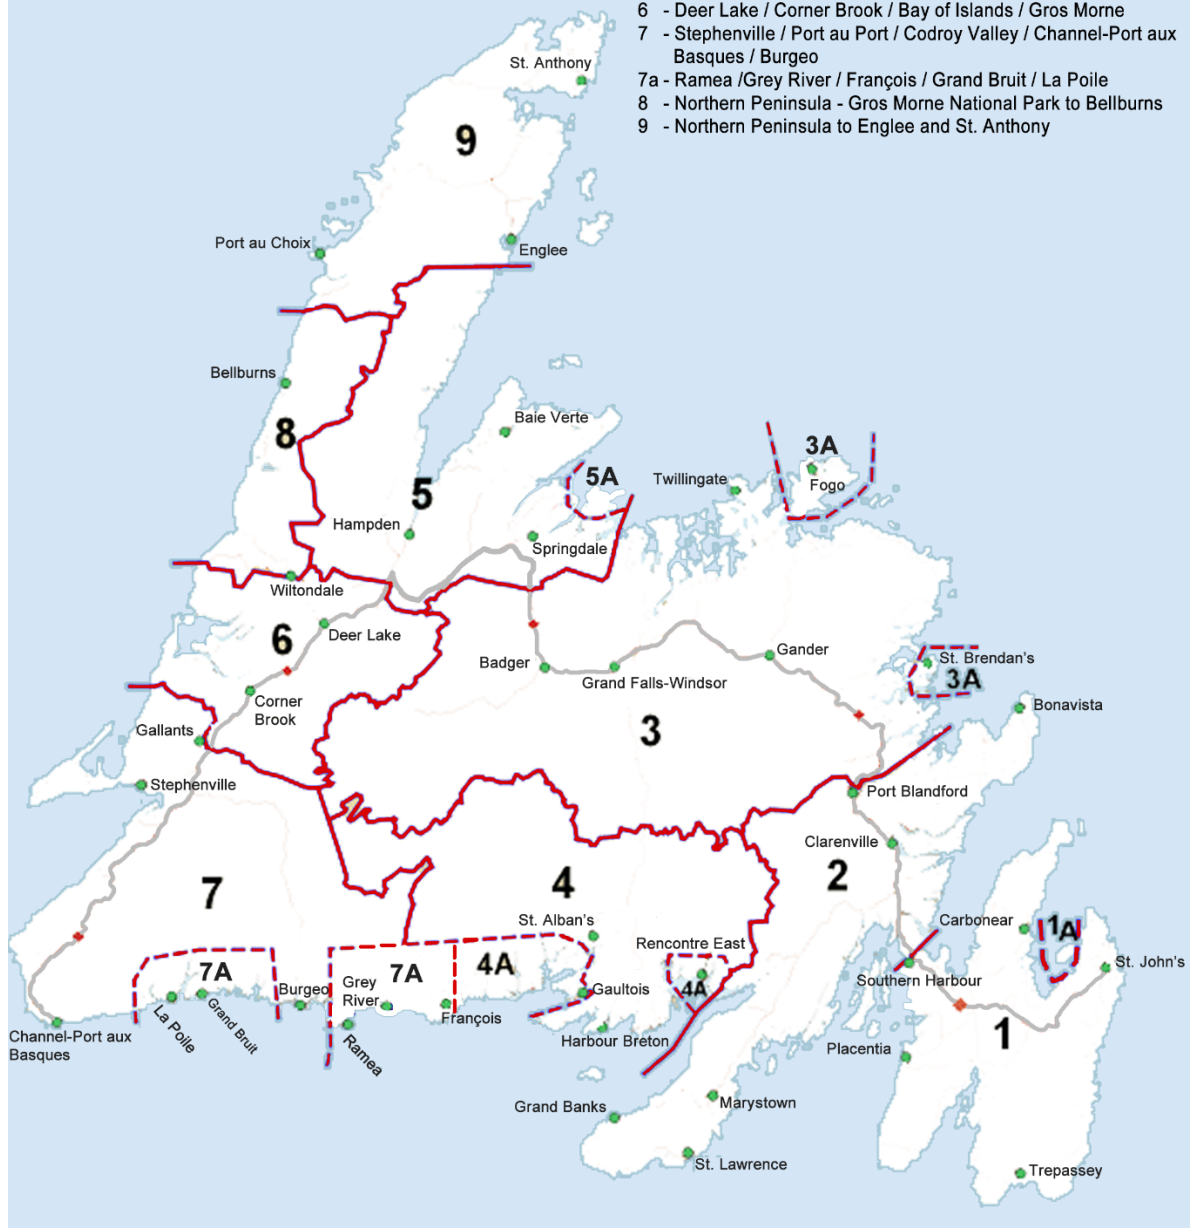 6 - Deer Lake / Corner Brook / Bay of Islands / Gros Morne
7 - Stephenville / Port au Port / Codroy Valley / Channel-Port aux
Basques / Burgeo
7a - Ramea /Grey River / François / Grand Bruit / La Poile
8 - Northern Peninsula - Gros Morne National Park to Bellburns
9 - Northern Peninsula to Englee and St. Anthony
St. Anthony
9
Port au Choix
Englee
Bellburns
8
Baie Verte
5
5A
Twillingate
3A
Fogo
Hampden
Springdale
Wiltondale
6
Deer Lake
Badger
Grand Falls-Windsor
Gander
St. Brendan's
3A
Corner
Brook
Bonavista
Gallants
3
Stephenville
Port Blandford
Clarenville
7
4
2
St. Alban's
Carbonear
1A
Rencontre East
7A
7A
4A
4A
St. John's
Southern Harbour
Grey
River
Burgeo
Gaultois
François
La Poile
Grand Bruit
Ramea
Harbour Breton
Channel-Port aux
Basques
1
Placentia
Grand Banks
Marystown
St. Lawrence
Trepassey